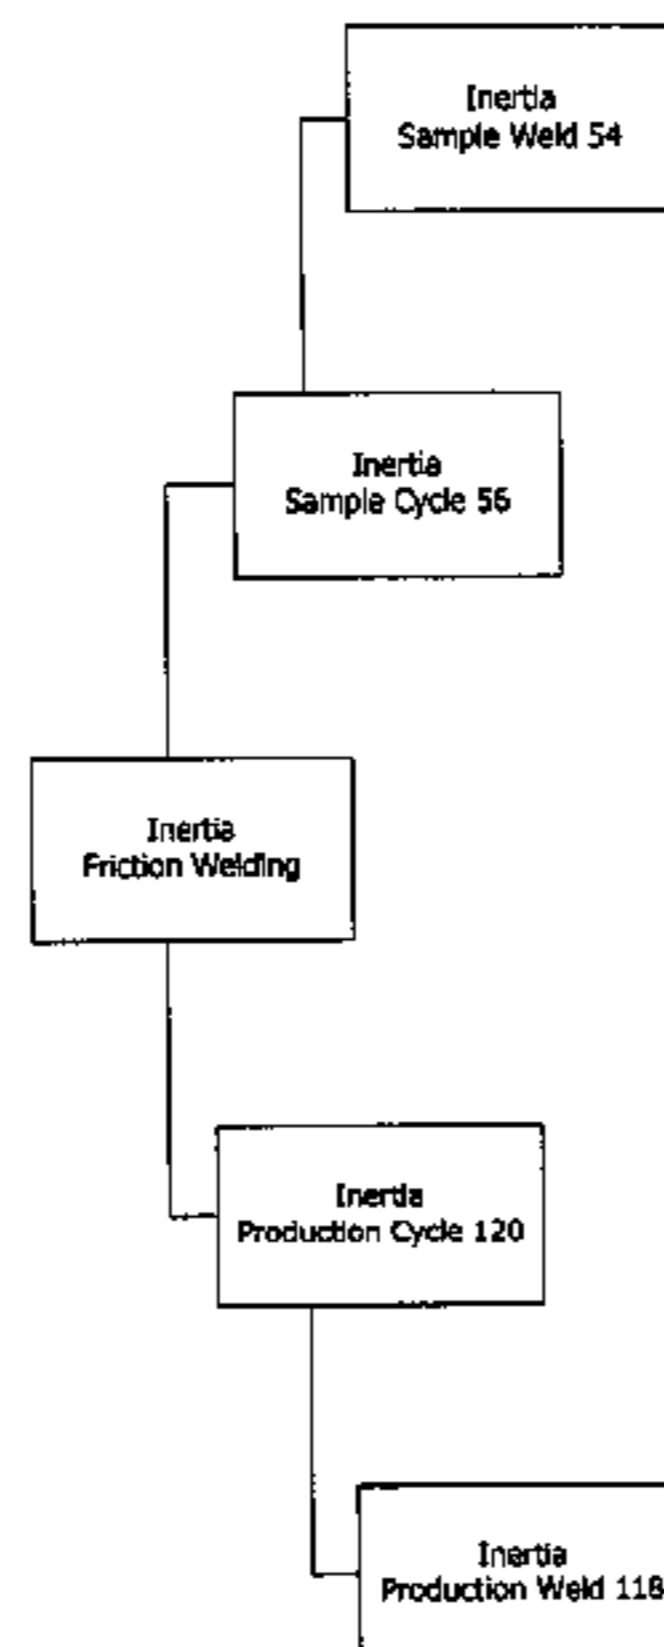 Inertia
Sample Weld 54
Inertia
Sample Cycle 56
Inertia
Friction Welding
Inertia
Production Cycle 120
Inertia
Production Weld 118